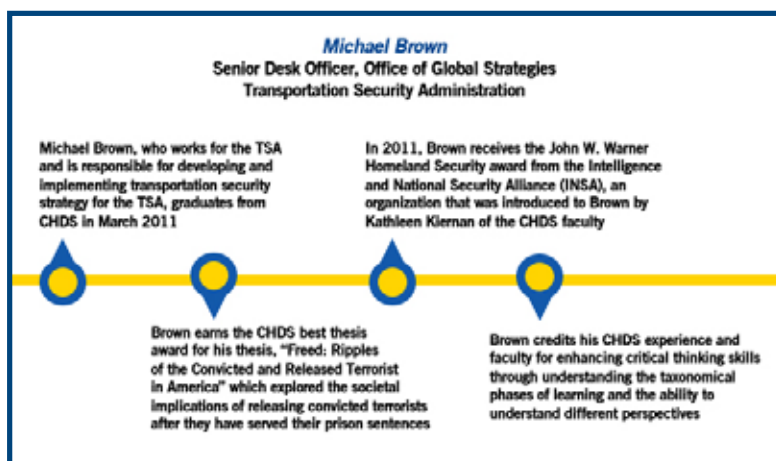 Michael Brown
Senior Desk Officer, Office of Global Strategies
Transportation Security Administration
Michael Brown, who works for the TSA
and is responsible for developing and
implementing transportation security
strategy for the TSA, graduates from
CHDS in March 2011
In 2011, Brown receives the John W. Warner
Homeland Security award from the Intelligence
and National Security Alliance (INSA), an
organization that was introduced to Brown by
Kathleen Kiernan of the CHDS faculty
Brown earns the CHDS best thesis
award for his thesis, "Freed: Ripples
of the Convicted and Released Terrorist
in America" which explored the societal
implications of releasing convicted terrorists
after they have served their prison sentences
Brown credits his CHDS experience and
faculty for enhancing critical thinking skills
through understanding the taxonomical
phases of learning and the ability to
understand different perspectives